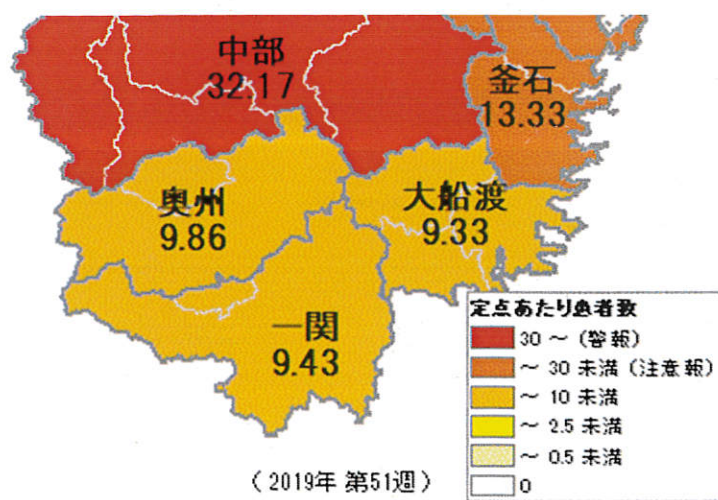 中部
32.17
釜石
13.33
奥州
9.86
大船渡
9.33
一関
9.43
定点あたり患者数
30 ～ (警報)
～ 30 未満 (注意報)
～ 10 未満
～ 2.5 未満
～ 0.5 未満
0
(2019年 第51週)